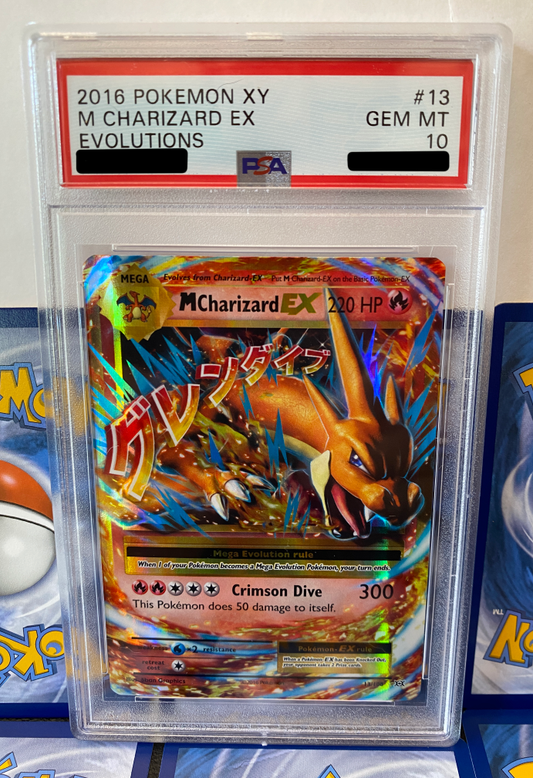 2016 POKEMON XY #13
M CHARIZARD EX GEM MT
EVOLUTIONS 10
PSA
MEGA Evolves from Charizard-EX Put M Charizard-EX on the Basic Pokémon-EX
M Charizard EX 220 HP
グレンダイブ
Mega Evolution rule
When 1 of your Pokémon becomes a Mega Evolution Pokémon, your turn ends.
Crimson Dive 300
This Pokémon does 50 damage to itself.
×2 resistance
Pokémon-EX rule
retreat cost
When a Pokémon-EX has been Knocked Out,
your opponent takes 2 Prize cards.
Graphics